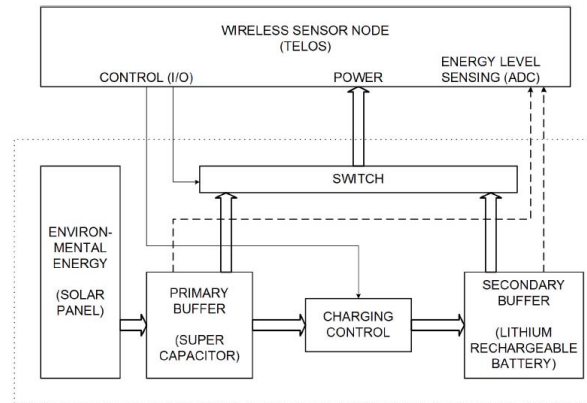 WIRELESS SENSOR NODE
(TELOS)
ENERGY LEVEL
CONTROL (I/O)
POWER
SENSING (ADC)
SWITCH
ENVIRON-
MENTAL
ENERGY
(SOLAR
PANEL)
PRIMARY
BUFFER
(SUPER
CAPACITOR)
CHARGING
CONTROL
SECONDARY
BUFFER
(LITHIUM
RECHARGEABLE
BATTERY)